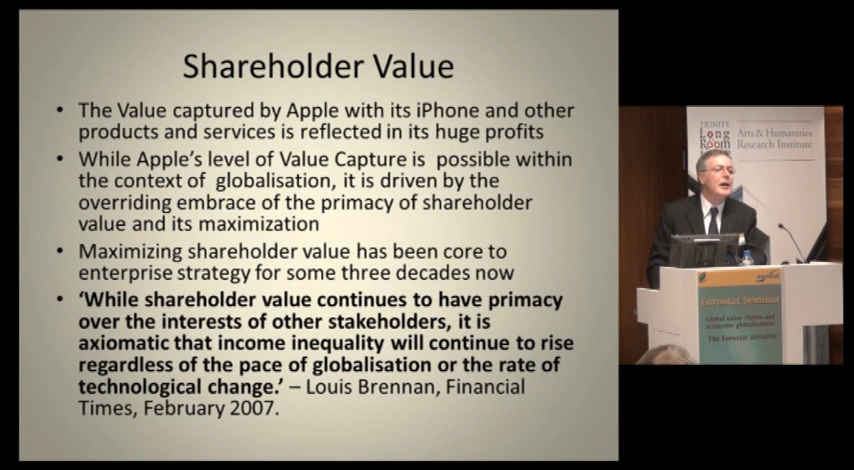 Shareholder Value
• The Value captured by Apple with its iPhone and other
products and services is reflected in its huge profits
• While Apple's level of Value Capture is possible within
the context of globalisation, it is driven by the
overriding embrace of the primacy of shareholder
value and its maximization
• Maximizing shareholder value has been core to
enterprise strategy for some three decades now
• ‘While shareholder value continues to have primacy
over the interests of other stakeholders, it is
axiomatic that income inequality will continue to rise
regardless of the pace of globalisation or the rate of
technological change.’ – Louis Brennan, Financial
Times, February 2007.
TRINITY
Long
Room
Arts & Humanities
Research Institute
Eurostat Seminar
Global value chains and
economic globalization:
The Eurostat initiative